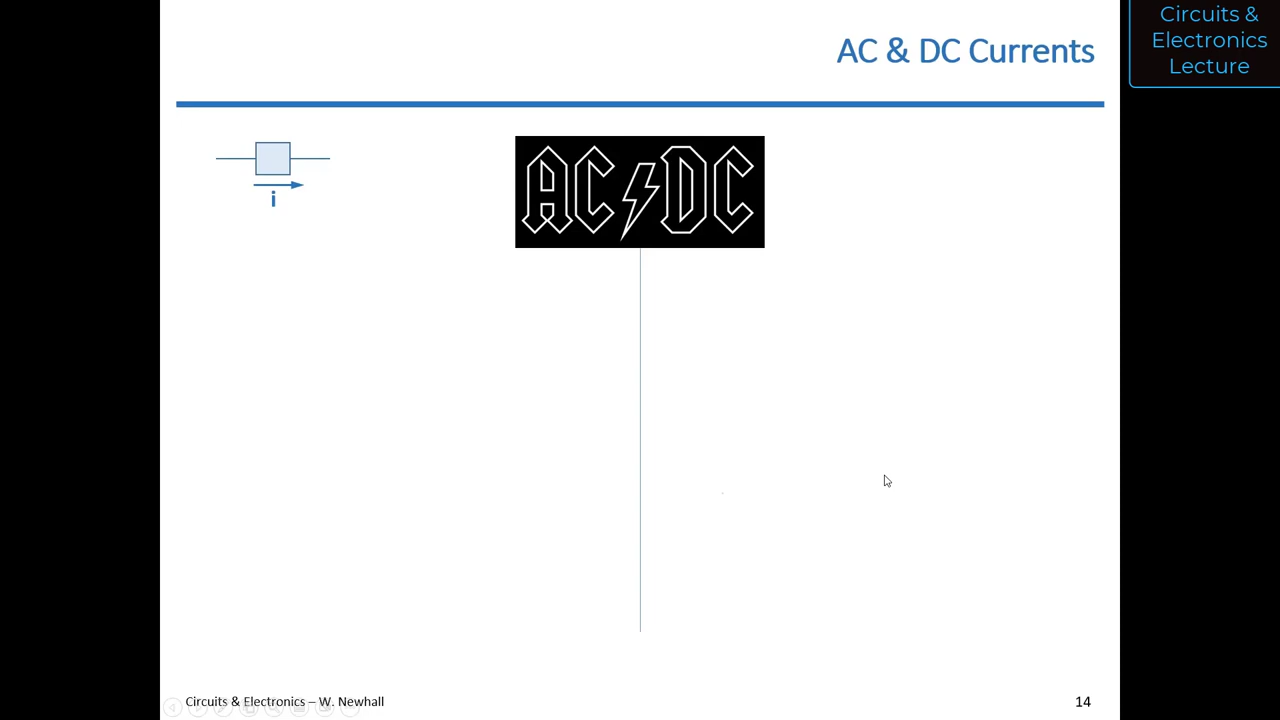 Circuits &
Electronics
Lecture
AC & DC Currents
i
AC DC
Circuits & Electronics – W. Newhall
14